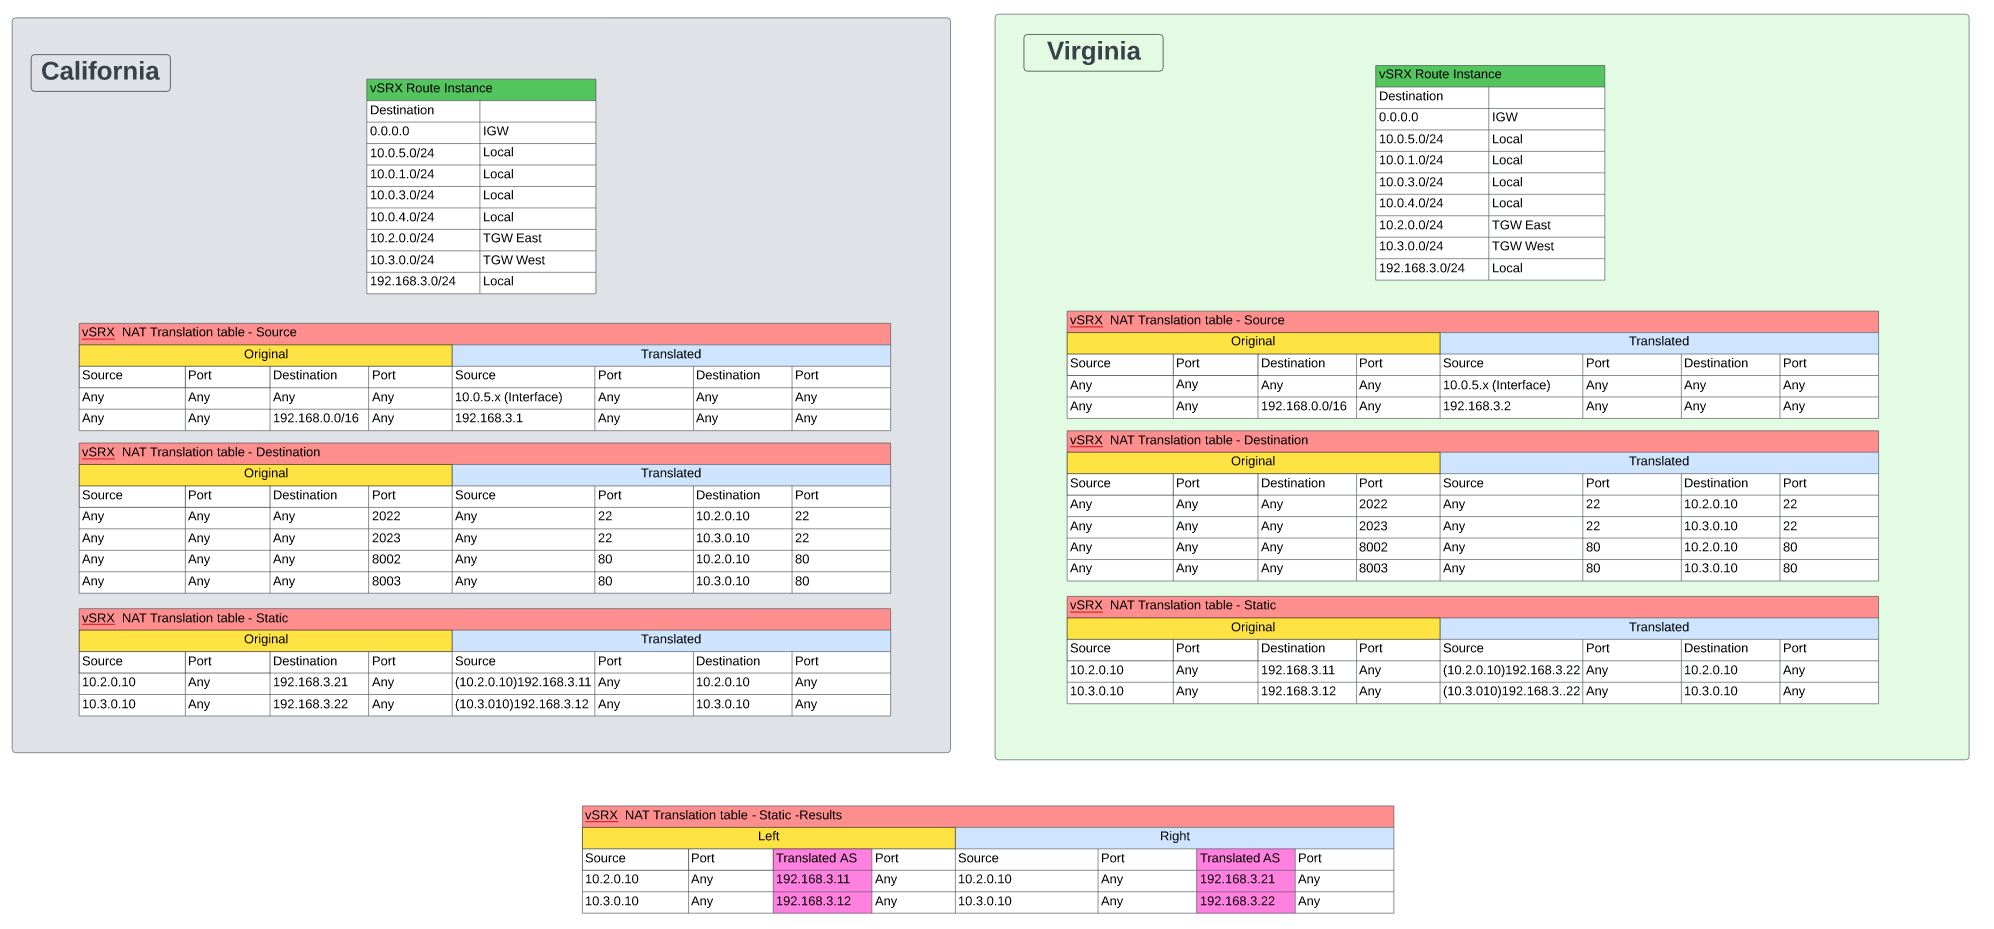 California
vSRX Route Instance
Destination
0.0.0.0 IGW
10.0.5.0/24 Local
10.0.1.0/24 Local
10.0.3.0/24 Local
10.0.4.0/24 Local
10.2.0.0/24 TGW East
10.3.0.0/24 TGW West
192.168.3.0/24 Local
vSRX NAT Translation table - Source
Original Translated
Source Port Destination Port Source Port Destination Port
Any Any Any Any 10.0.5.x (Interface) Any Any Any
Any Any 192.168.0.0/16 Any 192.168.3.1 Any Any Any
vSRX NAT Translation table - Destination
Original Translated
Source Port Destination Port Source Port Destination Port
Any Any Any 2022 Any 22 10.2.0.10 22
Any Any Any 2023 Any 22 10.3.0.10 22
Any Any Any 8002 Any 80 10.2.0.10 80
Any Any Any 8003 Any 80 10.3.0.10 80
vSRX NAT Translation table - Static
Original Translated
Source Port Destination Port Source Port Destination Port
10.2.0.10 Any 192.168.3.21 Any (10.2.0.10)192.168.3.11 Any 10.2.0.10 Any
10.3.0.10 Any 192.168.3.22 Any (10.3.010)192.168.3.12 Any 10.3.0.10 Any
Virginia
vSRX Route Instance
Destination
0.0.0.0 IGW
10.0.5.0/24 Local
10.0.1.0/24 Local
10.0.3.0/24 Local
10.0.4.0/24 Local
10.2.0.0/24 TGW East
10.3.0.0/24 TGW West
192.168.3.0/24 Local
vSRX NAT Translation table - Source
Original Translated
Source Port Destination Port Source Port Destination Port
Any Any Any Any 10.0.5.x (Interface) Any Any Any
Any Any 192.168.0.0/16 Any 192.168.3.2 Any Any Any
vSRX NAT Translation table - Destination
Original Translated
Source Port Destination Port Source Port Destination Port
Any Any Any 2022 Any 22 10.2.0.10 22
Any Any Any 2023 Any 22 10.3.0.10 22
Any Any Any 8002 Any 80 10.2.0.10 80
Any Any Any 8003 Any 80 10.3.0.10 80
vSRX NAT Translation table - Static
Original Translated
Source Port Destination Port Source Port Destination Port
10.2.0.10 Any 192.168.3.11 Any (10.2.0.10)192.168.3.22 Any 10.2.0.10 Any
10.3.0.10 Any 192.168.3.12 Any (10.3.010)192.168.3..22 Any 10.3.0.10 Any
vSRX NAT Translation table - Static -Results
Left Right
Source Port Translated AS Port Source Port Translated AS Port
10.2.0.10 Any 192.168.3.11 Any 10.2.0.10 Any 192.168.3.21 Any
10.3.0.10 Any 192.168.3.12 Any 10.3.0.10 Any 192.168.3.22 Any